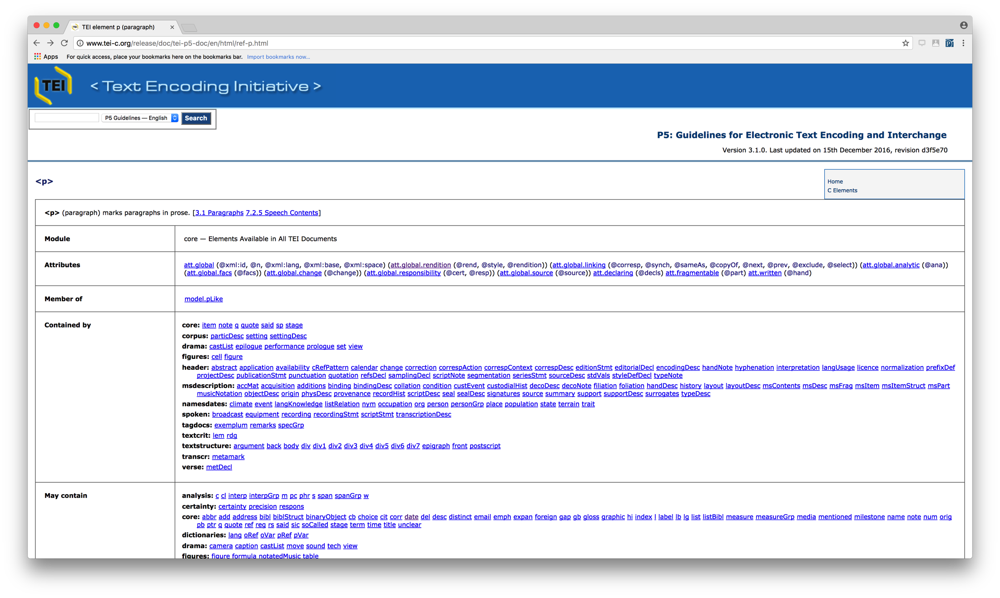 TEI element p (paragraph)
www.tei-c.org/release/doc/tei-p5-doc/en/html/ref-p.html
Apps For quick access, place your bookmarks here on the bookmarks bar. Import bookmarks now...
TEI < Text Encoding Initiative >
P5 Guidelines — English Search
P5: Guidelines for Electronic Text Encoding and Interchange
Version 3.1.0. Last updated on 15th December 2016, revision d3f5e70
<p>
Home
C Elements
<p> (paragraph) marks paragraphs in prose. [3.1 Paragraphs 7.2.5 Speech Contents]
Module core — Elements Available in All TEI Documents
Attributes att.global (@xml:id, @n, @xml:lang, @xml:base, @xml:space) (att.global.rendition (@rend, @style, @rendition)) (att.global.linking (@corresp, @synch, @sameAs, @copyOf, @next, @prev, @exclude, @select)) (att.global.analytic (@ana))
(att.global.facs (@facs)) (att.global.change (@change)) (att.global.responsibility (@cert, @resp)) (att.global.source (@source)) att.declaring (@decls) att.fragmentable (@part) att.written (@hand)
Member of model.pLike
Contained by core: item note q quote said sp stage
corpus: particDesc setting settingDesc
drama: castList epilogue performance prologue set view
figures: cell figure
header: abstract application availability cRefPattern calendar change correction correspAction correspContext correspDesc editionStmt editorialDecl encodingDesc handNote hyphenation interpretation langUsage licence normalization prefixDef
projectDesc publicationStmt punctuation quotation refsDecl samplingDecl scriptNote segmentation seriesStmt sourceDesc stdVals styleDefDecl typeNote
msdescription: accMat acquisition additions binding bindingDesc collation condition custEvent custodialHist decoDesc decoNote filiation foliation handDesc history layout layoutDesc msContents msDesc msFrag msItem msItemStruct msPart
musicNotation objectDesc origin physDesc provenance recordHist scriptDesc seal sealDesc signatures source summary support supportDesc surrogates typeDesc
namesdates: climate event langKnowledge listRelation nym occupation org person personGrp place population state terrain trait
spoken: broadcast equipment recording recordingStmt scriptStmt transcriptionDesc
tagdocs: exemplum remarks specGrp
textcrit: lem rdg
textstructure: argument back body div div1 div2 div3 div4 div5 div6 div7 epigraph front postscript
transcr: metamark
verse: metDecl
May contain analysis: c cl interp interpGrp m pc phr s span spanGrp w
certainty: certainty precision respons
core: abbr add address bibl biblStruct binaryObject cb choice cit corr date del desc distinct email emph expan foreign gap gb gloss graphic hi index l label lb lg list listBibl measure measureGrp media mentioned milestone name note num orig
pb ptr q quote ref reg rs said sic soCalled stage term time title unclear
dictionaries: lang oRef oVar pRef pVar
drama: camera caption castList move sound tech view
figures: figure formula notatedMusic table